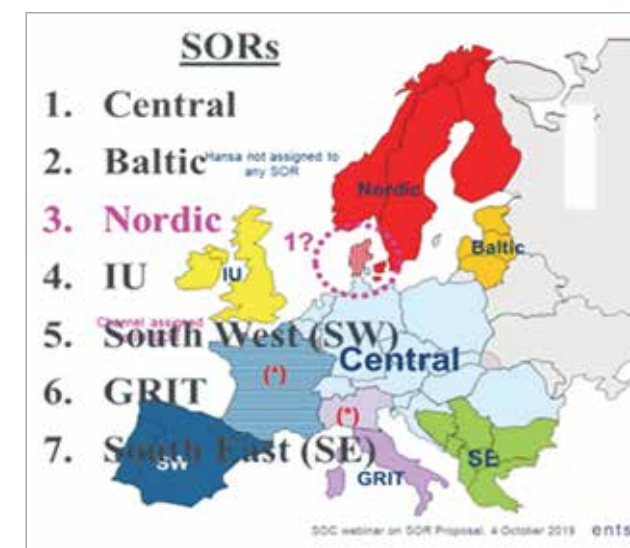 SORs
1. Central
2. Baltic
Hansa not assigned to
any SOR
3. Nordic
4. IU
Channel assigned
5. South West (SW)
6. GRIT
7. South East (SE)
Nordic
1?
Baltic
IU
Central
(*)
(*)
SW
GRIT
SE
SOC webinar on SOR Proposal, 4 October 2019
ents